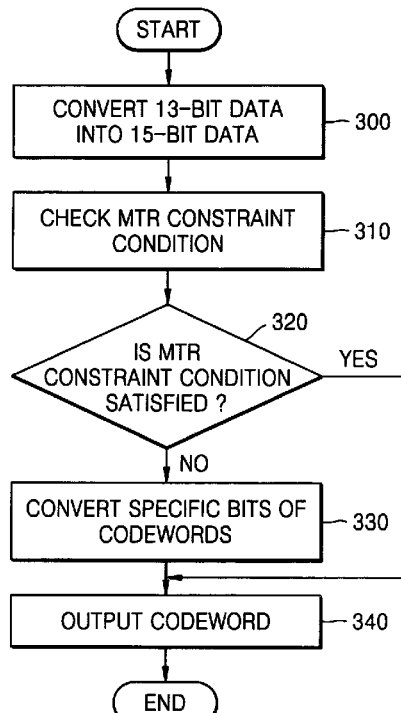 START
CONVERT 13-BIT DATA
INTO 15-BIT DATA
300
CHECK MTR CONSTRAINT
CONDITION
310
320
IS MTR
CONSTRAINT CONDITION
SATISFIED ?
YES
NO
CONVERT SPECIFIC BITS OF
CODEWORDS
330
OUTPUT CODEWORD
340
END